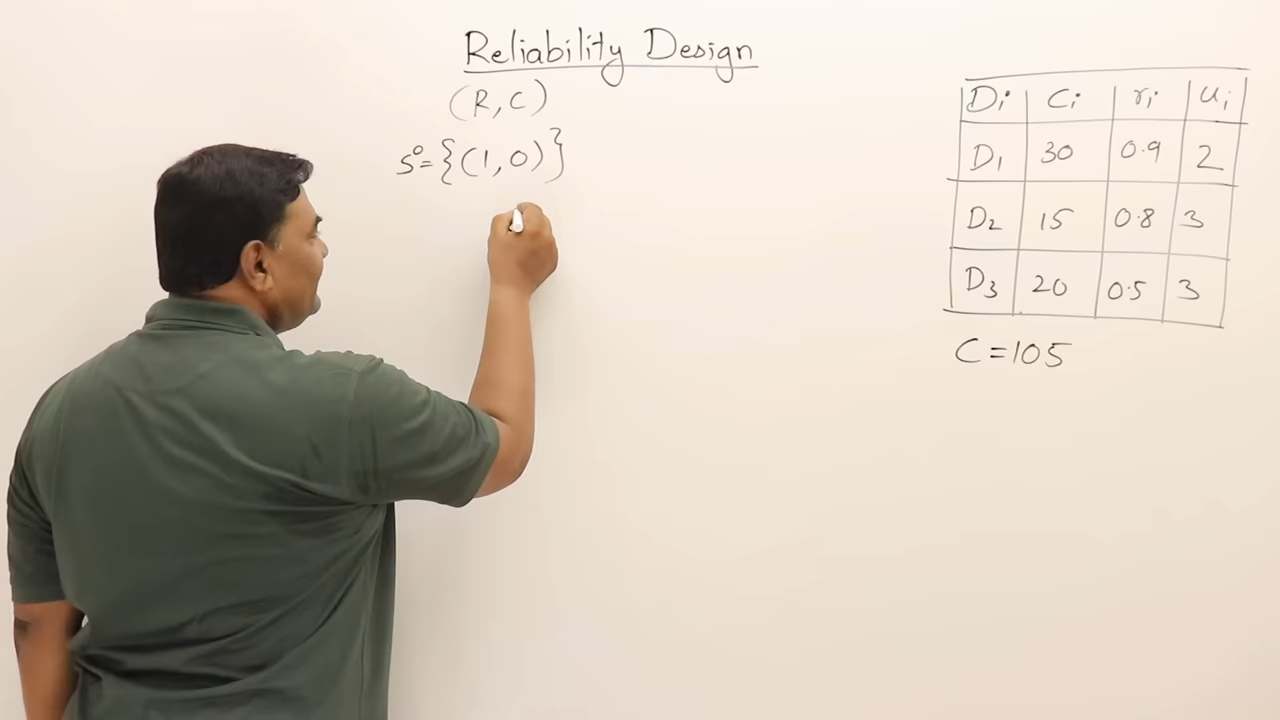 Reliability Design
(R, C)
S⁰ = {(1, 0)}
Di Ci ri ui
D1 30 0.9 2
D2 15 0.8 3
D3 20 0.5 3
C = 105